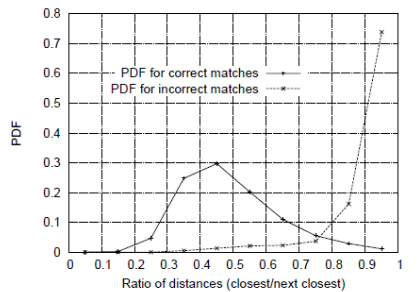 0.8
0.7
0.6
0.5
0.4
0.3
0.2
0.1
0
PDF
PDF for correct matches
PDF for incorrect matches
0 0.1 0.2 0.3 0.4 0.5 0.6 0.7 0.8 0.9 1
Ratio of distances (closest/next closest)